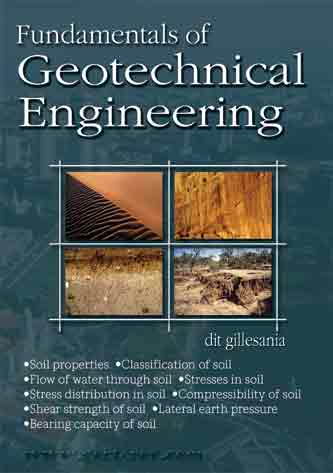 Fundamentals of
Geotechnical
Engineering
dit gillesania
•Soil properties •Classification of soil
•Flow of water through soil •Stresses in soil
•Stress distribution in soil •Compressibility of soil
•Shear strength of soil •Lateral earth pressure
•Bearing capacity of soil